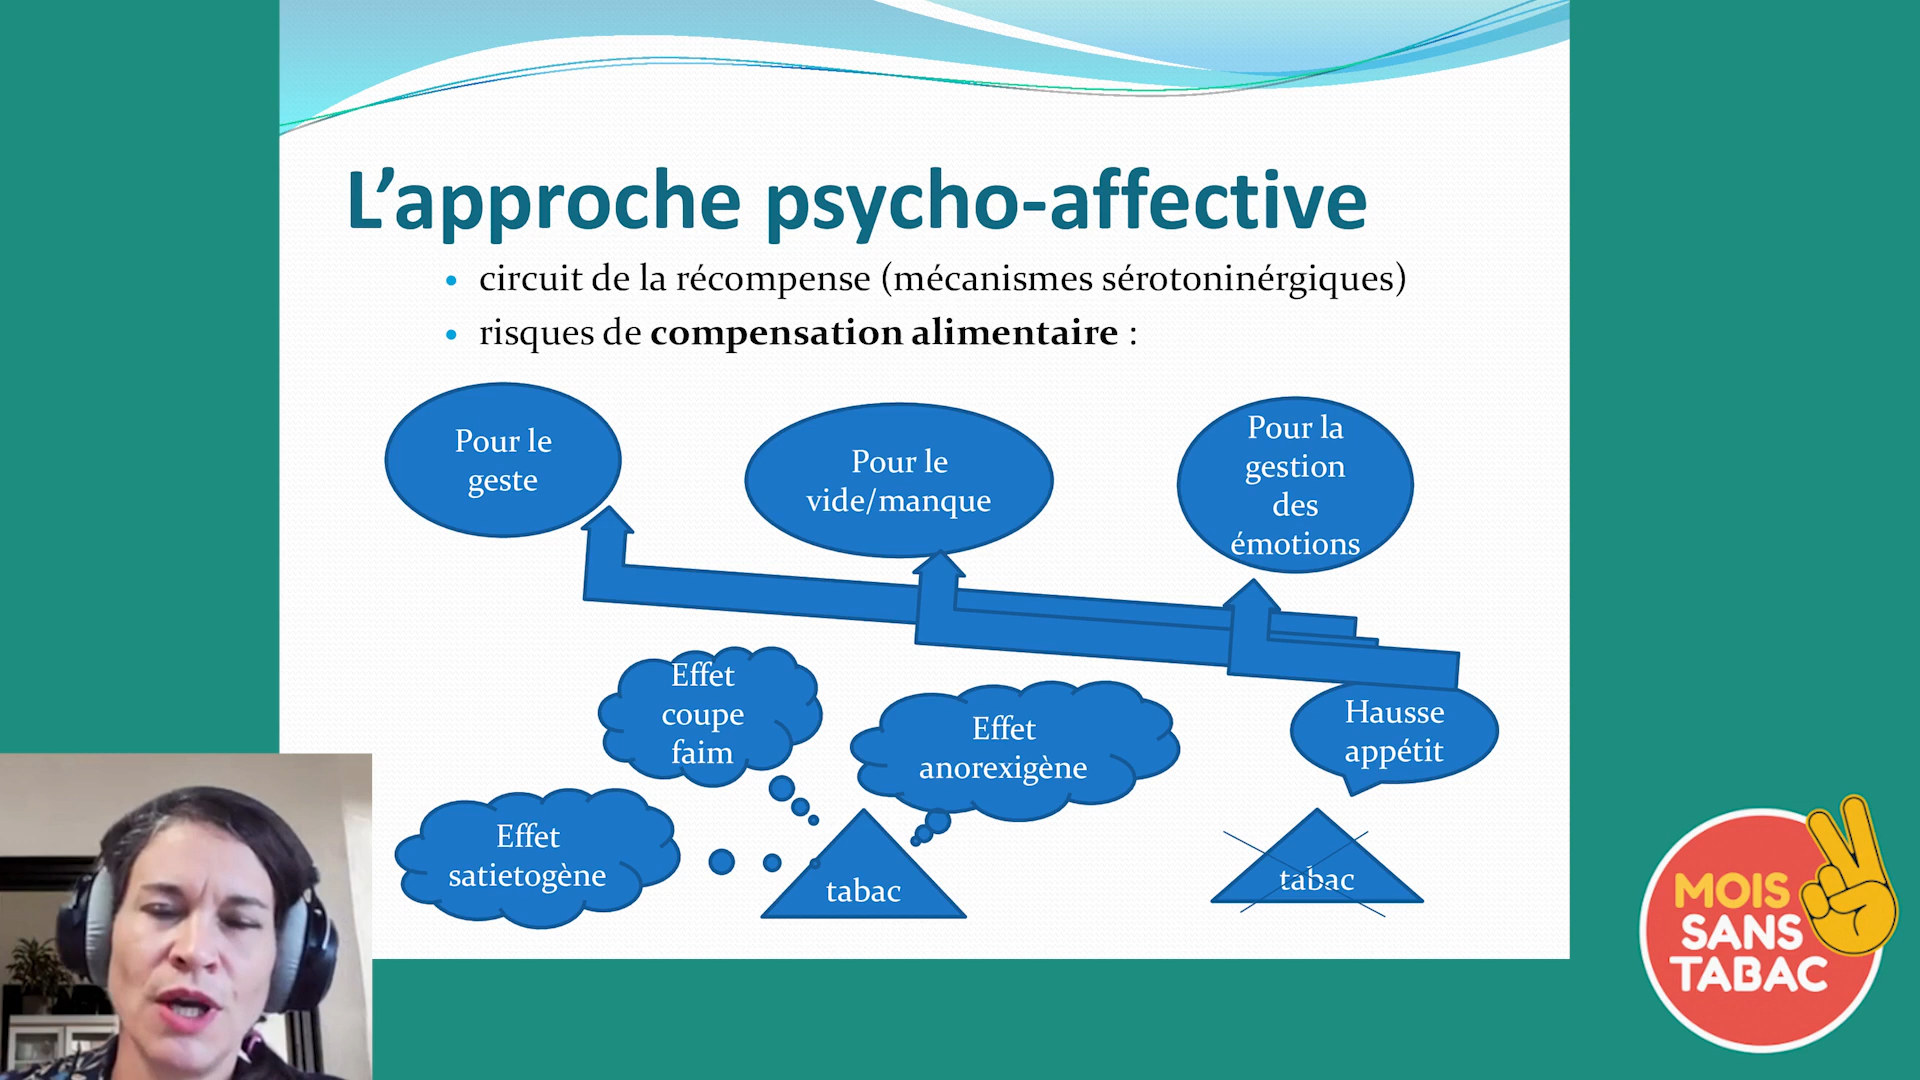 L’approche psycho-affective
• circuit de la récompense (mécanismes sérotoninérgiques)
• risques de compensation alimentaire :
Pour le
geste
Pour le
vide/manque
Pour la
gestion
des
émotions
Effet
coupe
faim
Effet
anorexigène
Hausse
appétit
Effet
satietogène
tabac
tabac
MOIS
SANS
TABAC